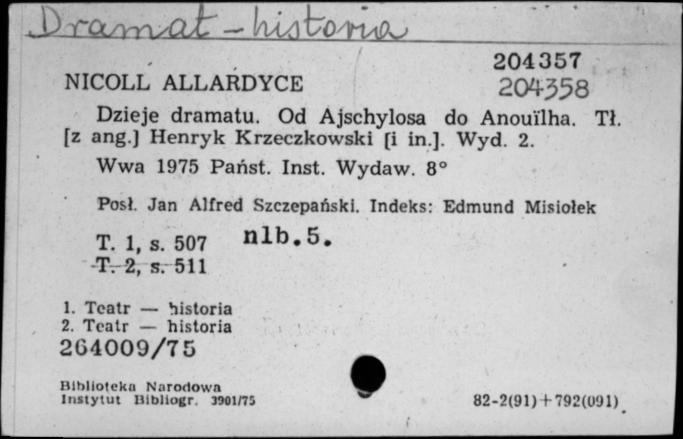 Dramat – historia
204357
NICOLL ALLARDYCE 204358
Dzieje dramatu. Od Ajschylosa do Anouïlha. Tł.
[z ang.] Henryk Krzeczkowski [i in.]. Wyd. 2.
Wwa 1975 Państ. Inst. Wydaw. 8°
Posł. Jan Alfred Szczepański. Indeks: Edmund Misiołek
T. 1, s. 507 nlb.5.
T. 2, s. 511
1. Teatr — historia
2. Teatr — historia
264009/75
Biblioteka Narodowa
Instytut Bibliogr. 3901/75 82-2(91)+792(091)